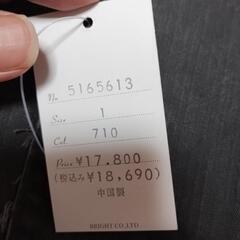 No 5165613
Size 1
Col. 710
Price ¥17.800
(税込み¥18,690)
中国製
BRIGHT CO.,LTD